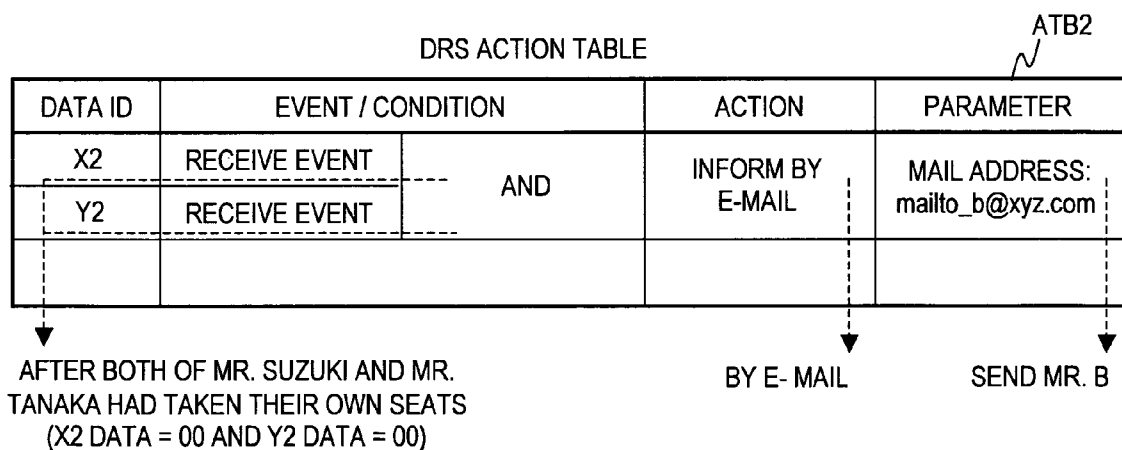 ATB2
DRS ACTION TABLE
DATA ID EVENT / CONDITION ACTION PARAMETER
X2 RECEIVE EVENT
AND
INFORM BY
E-MAIL
MAIL ADDRESS:
mailto_b@xyz.com
Y2 RECEIVE EVENT
AFTER BOTH OF MR. SUZUKI AND MR.
TANAKA HAD TAKEN THEIR OWN SEATS
(X2 DATA = 00 AND Y2 DATA = 00)
BY E- MAIL
SEND MR. B